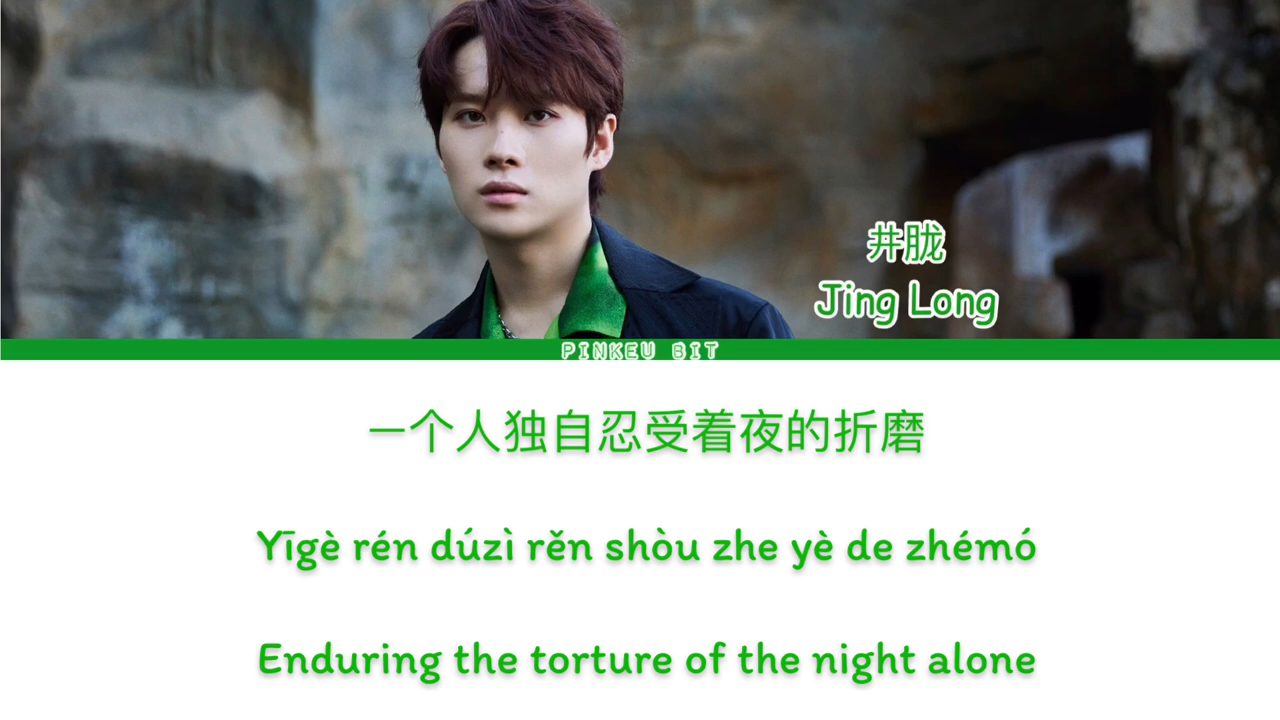 井胧
Jing Long
PINKEU BIT
一个人独自忍受着夜的折磨
Yīgè rén dúzì rěn shòu zhe yè de zhémó
Enduring the torture of the night alone